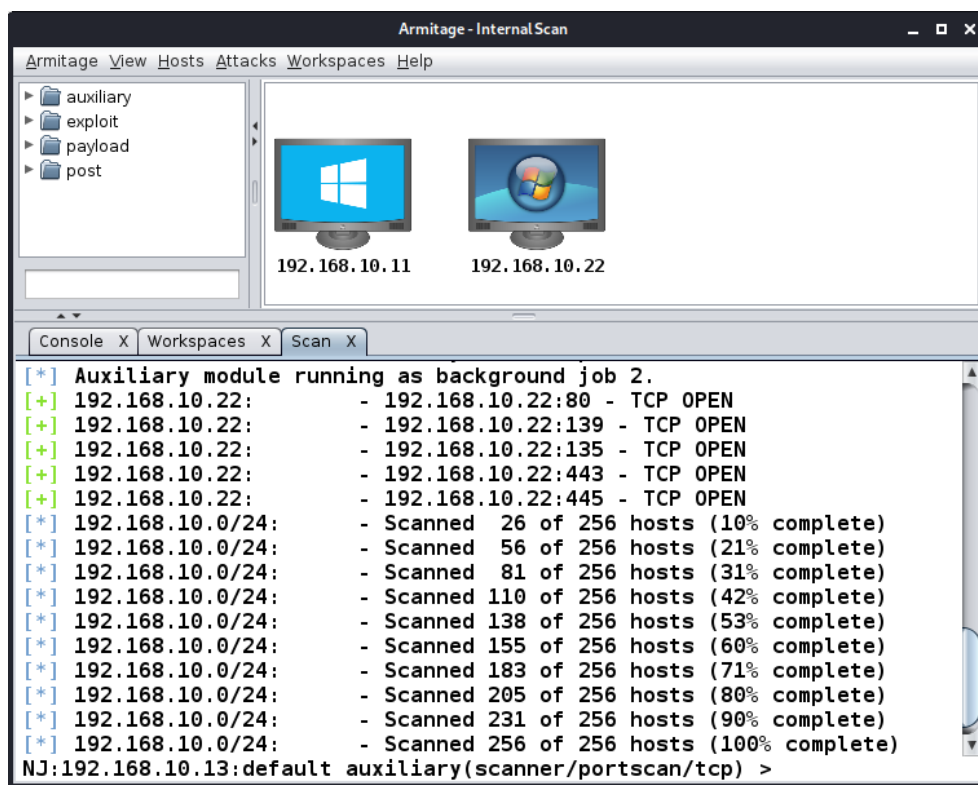 Armitage - Internal Scan
Armitage View Hosts Attacks Workspaces Help
auxiliary
exploit
payload
post
192.168.10.11
192.168.10.22
Console X
Workspaces X
Scan X
[*] Auxiliary module running as background job 2.
[+] 192.168.10.22: - 192.168.10.22:80 - TCP OPEN
[+] 192.168.10.22: - 192.168.10.22:139 - TCP OPEN
[+] 192.168.10.22: - 192.168.10.22:135 - TCP OPEN
[+] 192.168.10.22: - 192.168.10.22:443 - TCP OPEN
[+] 192.168.10.22: - 192.168.10.22:445 - TCP OPEN
[*] 192.168.10.0/24: - Scanned 26 of 256 hosts (10% complete)
[*] 192.168.10.0/24: - Scanned 56 of 256 hosts (21% complete)
[*] 192.168.10.0/24: - Scanned 81 of 256 hosts (31% complete)
[*] 192.168.10.0/24: - Scanned 110 of 256 hosts (42% complete)
[*] 192.168.10.0/24: - Scanned 138 of 256 hosts (53% complete)
[*] 192.168.10.0/24: - Scanned 155 of 256 hosts (60% complete)
[*] 192.168.10.0/24: - Scanned 183 of 256 hosts (71% complete)
[*] 192.168.10.0/24: - Scanned 205 of 256 hosts (80% complete)
[*] 192.168.10.0/24: - Scanned 231 of 256 hosts (90% complete)
[*] 192.168.10.0/24: - Scanned 256 of 256 hosts (100% complete)
NJ:192.168.10.13:default auxiliary(scanner/portscan/tcp) >